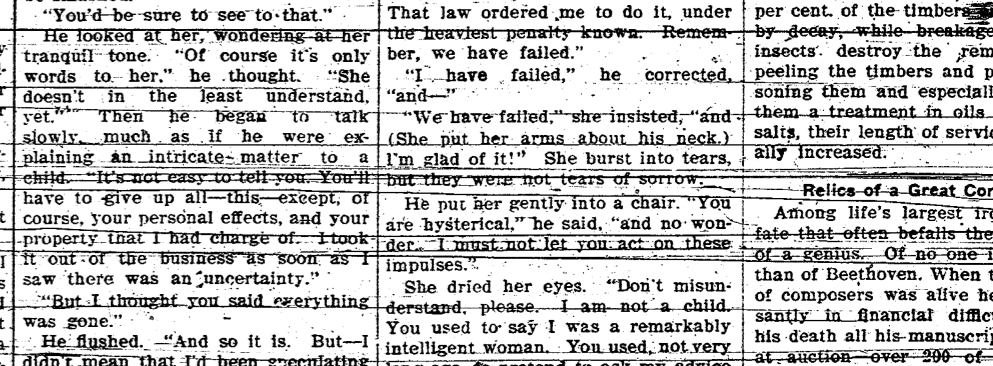 "You'd be sure to see to that."
He looked at her, wondering at her
tranquil tone. "Of course it's only
words to her," he thought. "She
doesn't in the least understand,
yet." Then he began to talk
slowly, much as if he were ex-
plaining an intricate matter to a
child. "It's not easy to tell you. You'll
have to give up all—this, except, of
course, your personal effects, and your
property that I had charge of. I took
it out of the business as soon as I
saw there was an uncertainty."
"But I thought you said everything
was gone."
He flushed. "And so it is. But—I
didn't mean that I'd been speculating
That law ordered me to do it, under
the heaviest penalty known. Remem-
ber, we have failed."
"I have failed," he corrected,
"and—"
"We have failed," she insisted, "and
(She put her arms about his neck.)
I'm glad of it!" She burst into tears,
but they were not tears of sorrow.
He put her gently into a chair. "You
are hysterical," he said, "and no won-
der. I must not let you act on these
impulses."
She dried her eyes. "Don't misun-
derstand, please. I am not a child.
You used to say I was a remarkably
intelligent woman. You used, not very
per cent. of the timbers
by decay, while breakage
insects destroy the rem
peeling the timbers and p
soning them and especiall
them a treatment in oils
salts, their length of servic
ally increased.
Relics of a Great Cor
Among life's largest iro
fate that often befalls the
of a genius. Of no one i
than of Beethoven. When t
of composers was alive he
santly in financial diffic
his death all his manuscri
at auction over 200 of